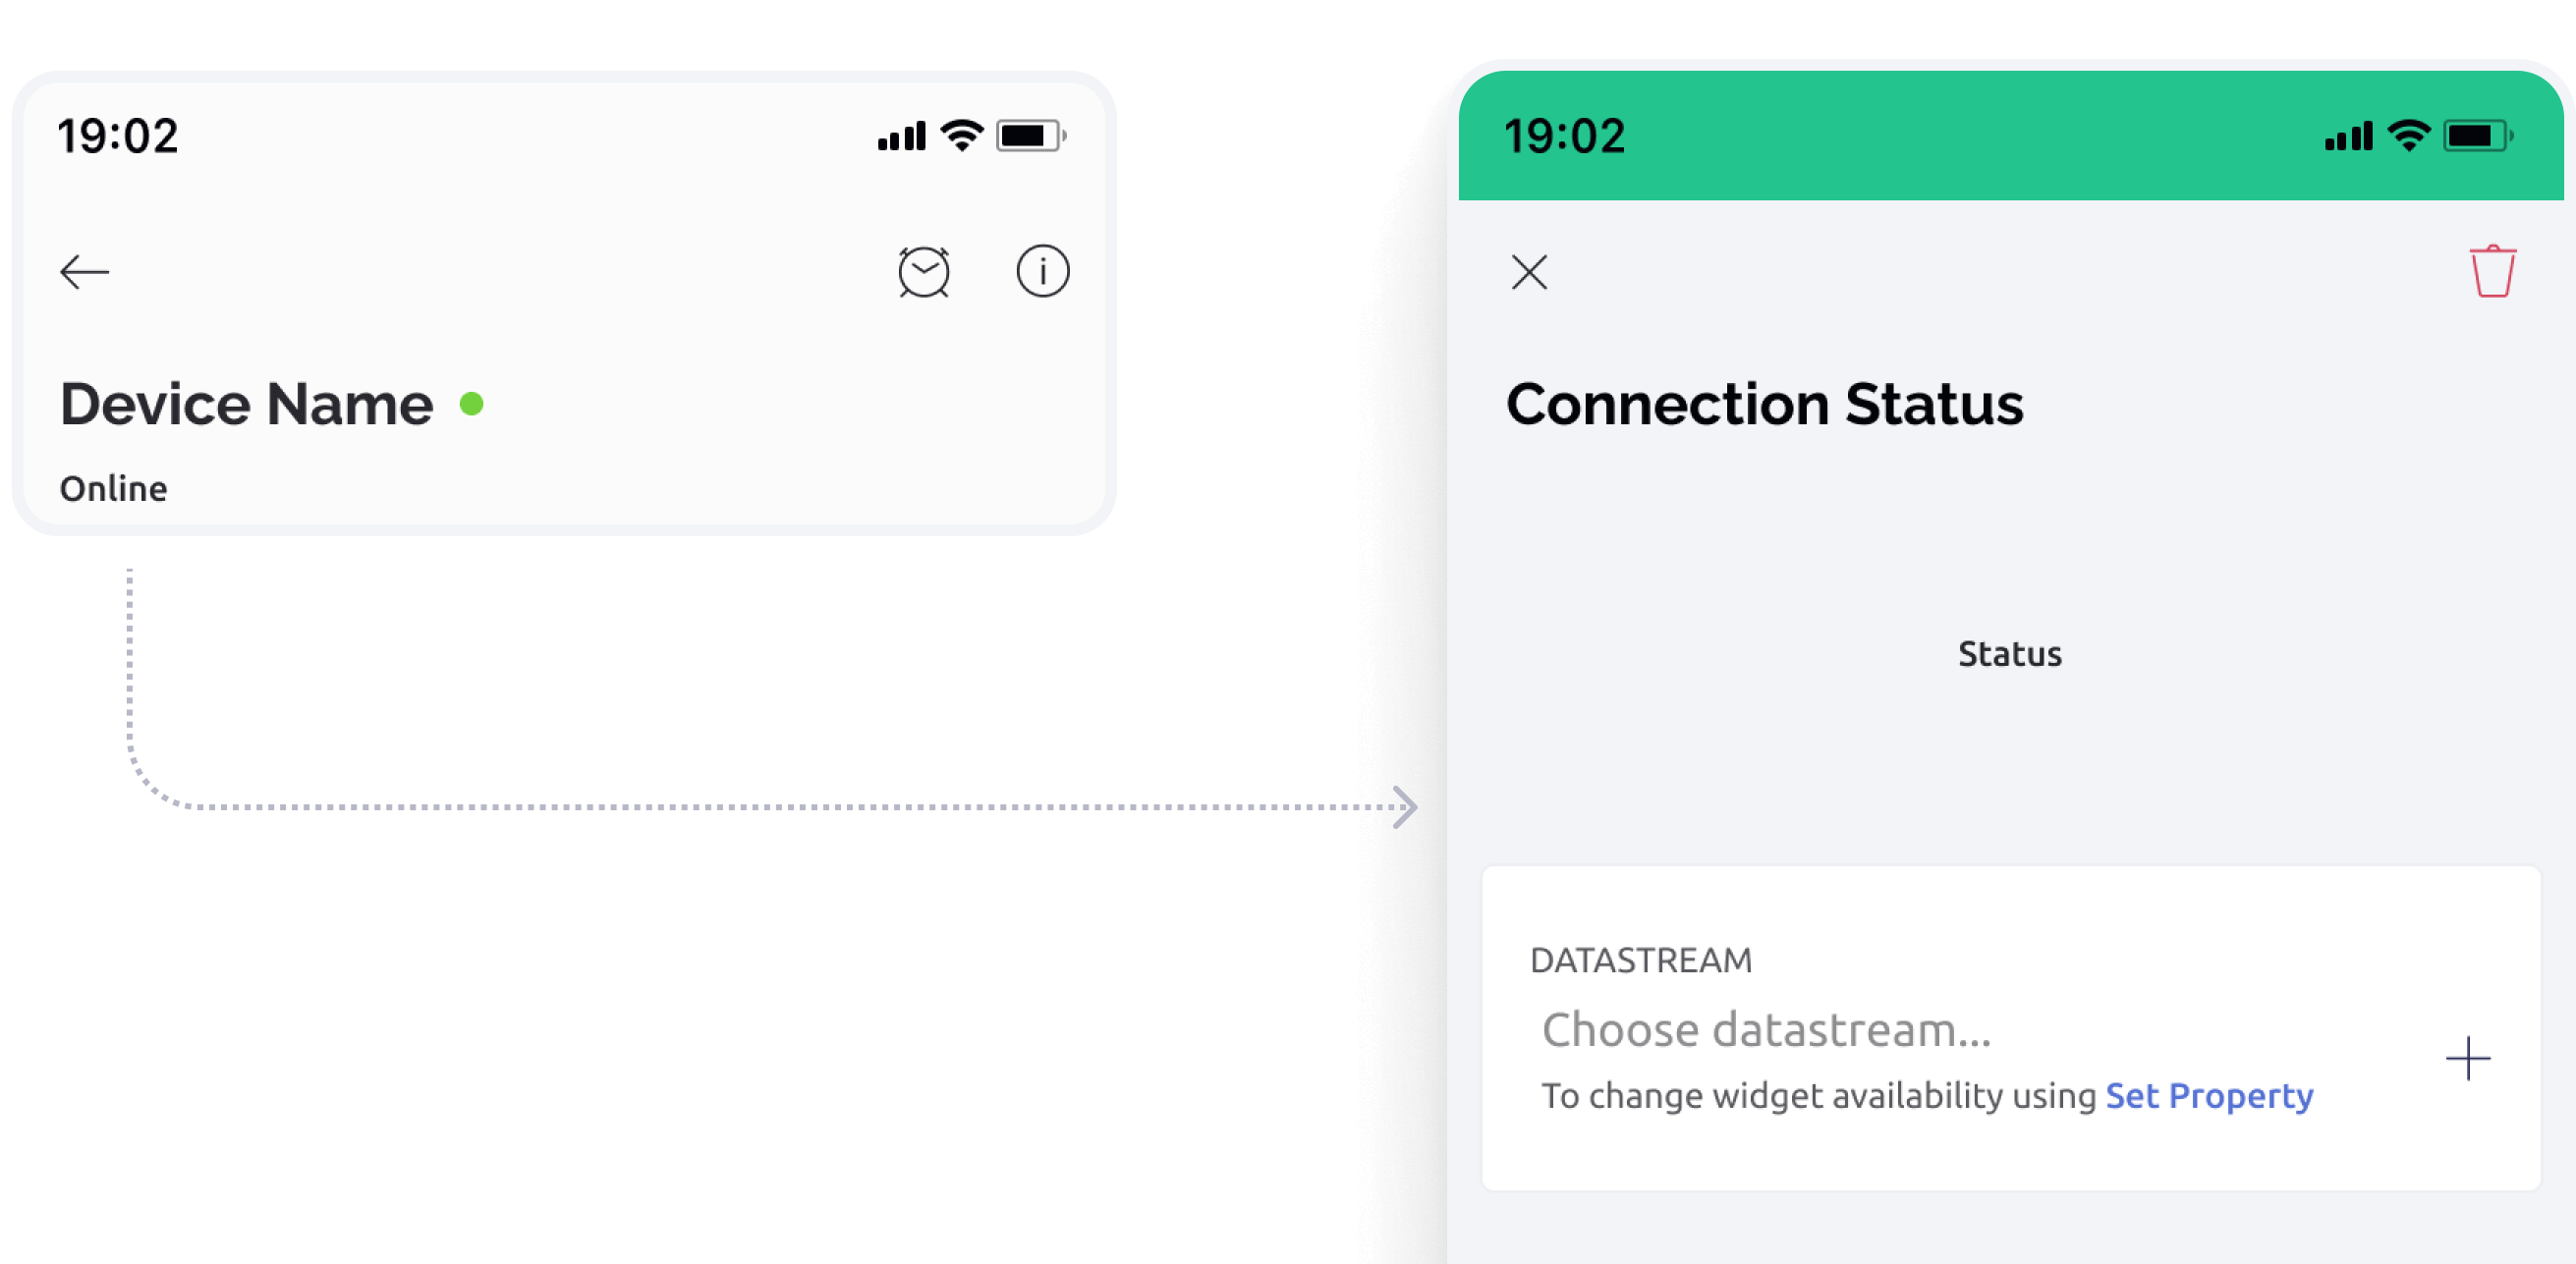 19:02
Device Name
Online
19:02
Connection Status
Status
DATASTREAM
Choose datastream...
To change widget availability using Set Property